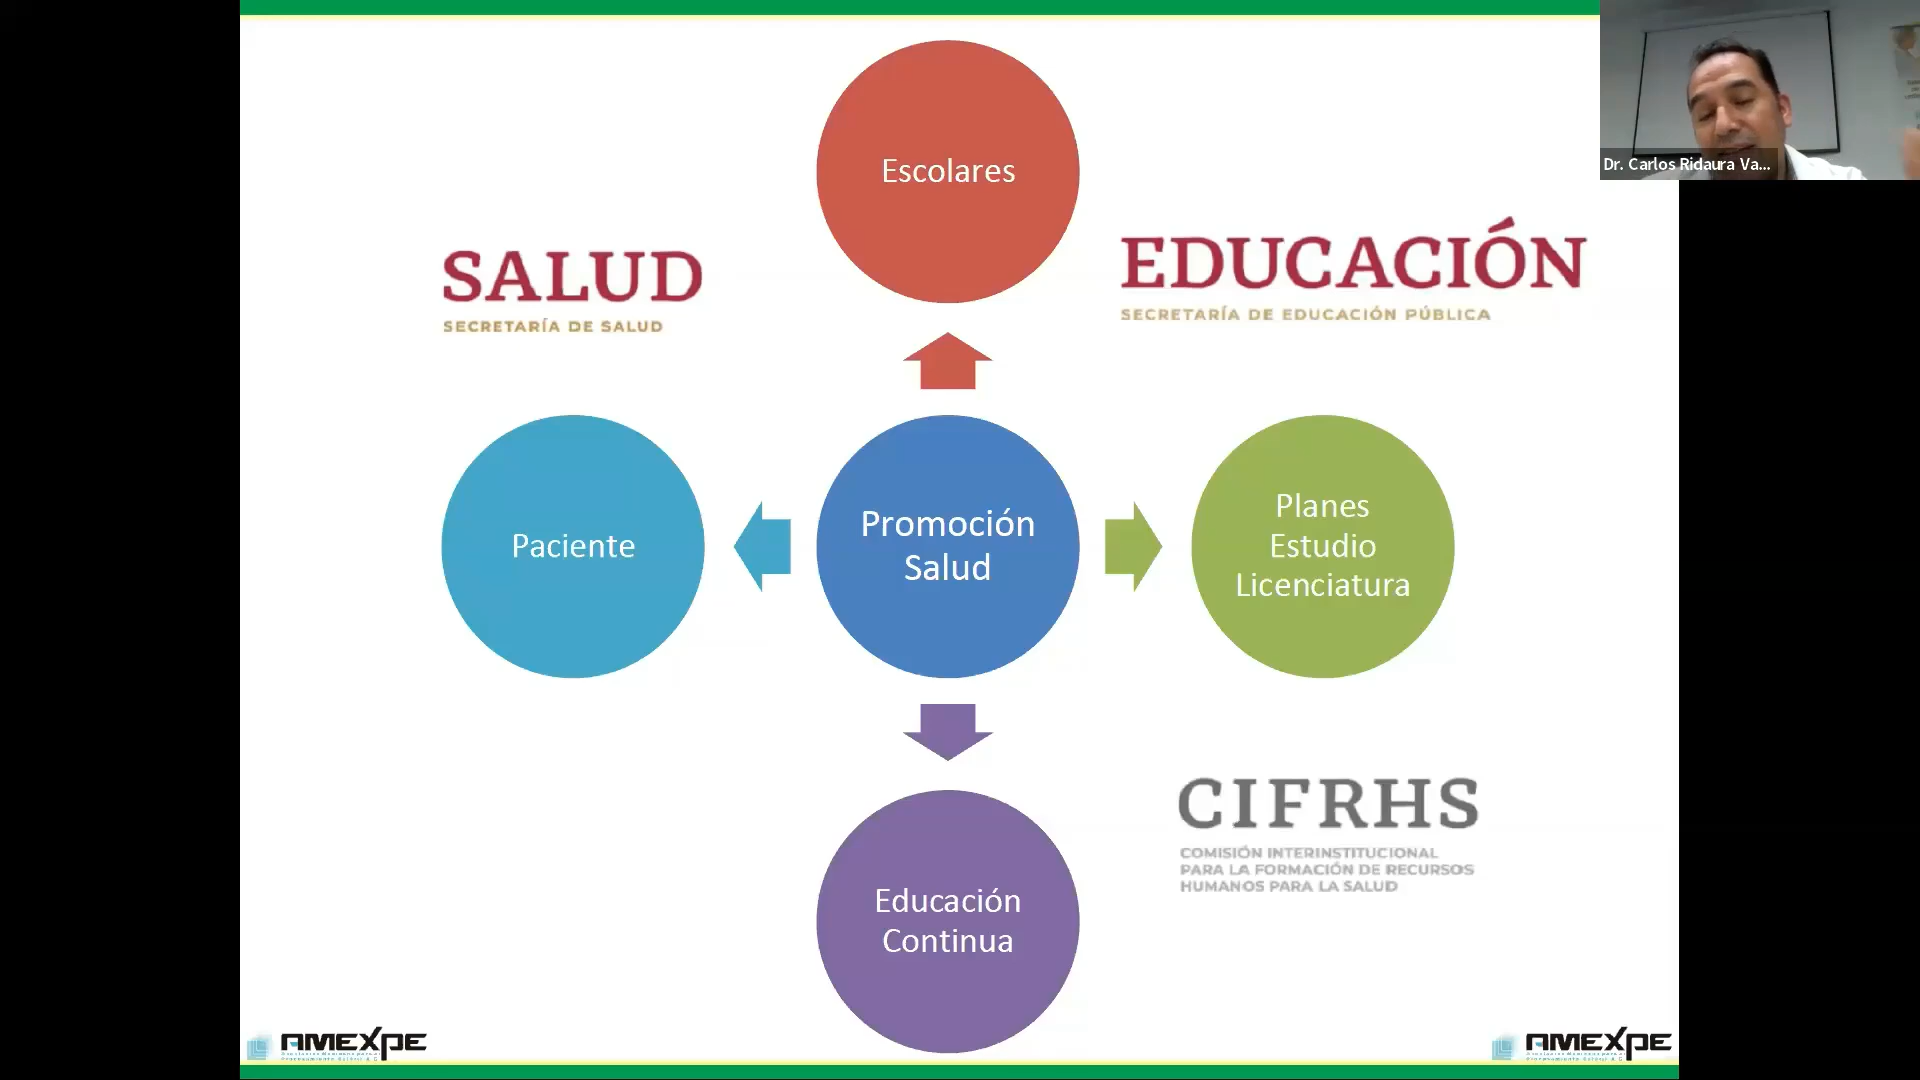 Escolares
Dr. Carlos Ridaura Va...
SALUD
SECRETARÍA DE SALUD
EDUCACIÓN
SECRETARÍA DE EDUCACIÓN PÚBLICA
Paciente
Promoción
Salud
Planes
Estudio
Licenciatura
Educación
Continua
CIFRHS
COMISIÓN INTERINSTITUCIONAL
PARA LA FORMACIÓN DE RECURSOS
HUMANOS PARA LA SALUD
AMEXPE
AMEXPE